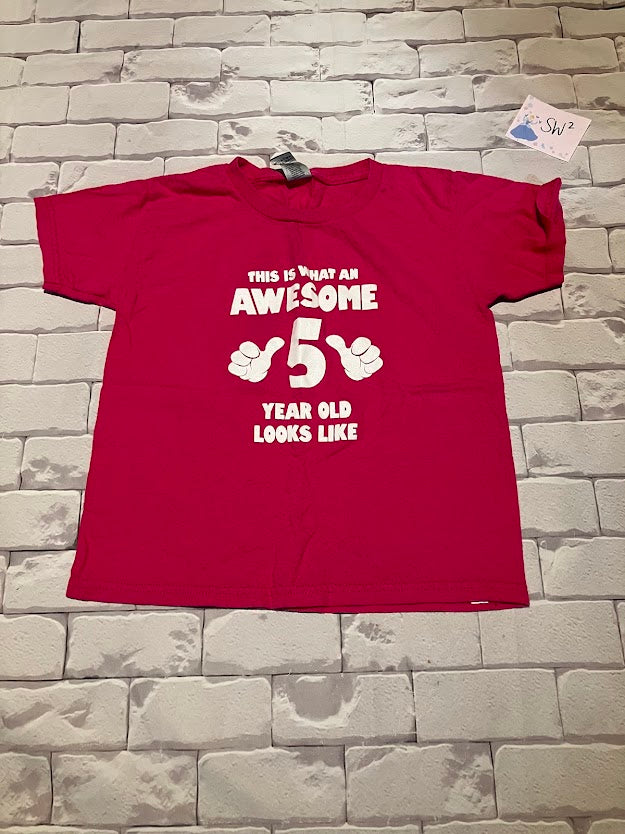 SW²
THIS IS WHAT AN
AWESOME
5
YEAR OLD
LOOKS LIKE